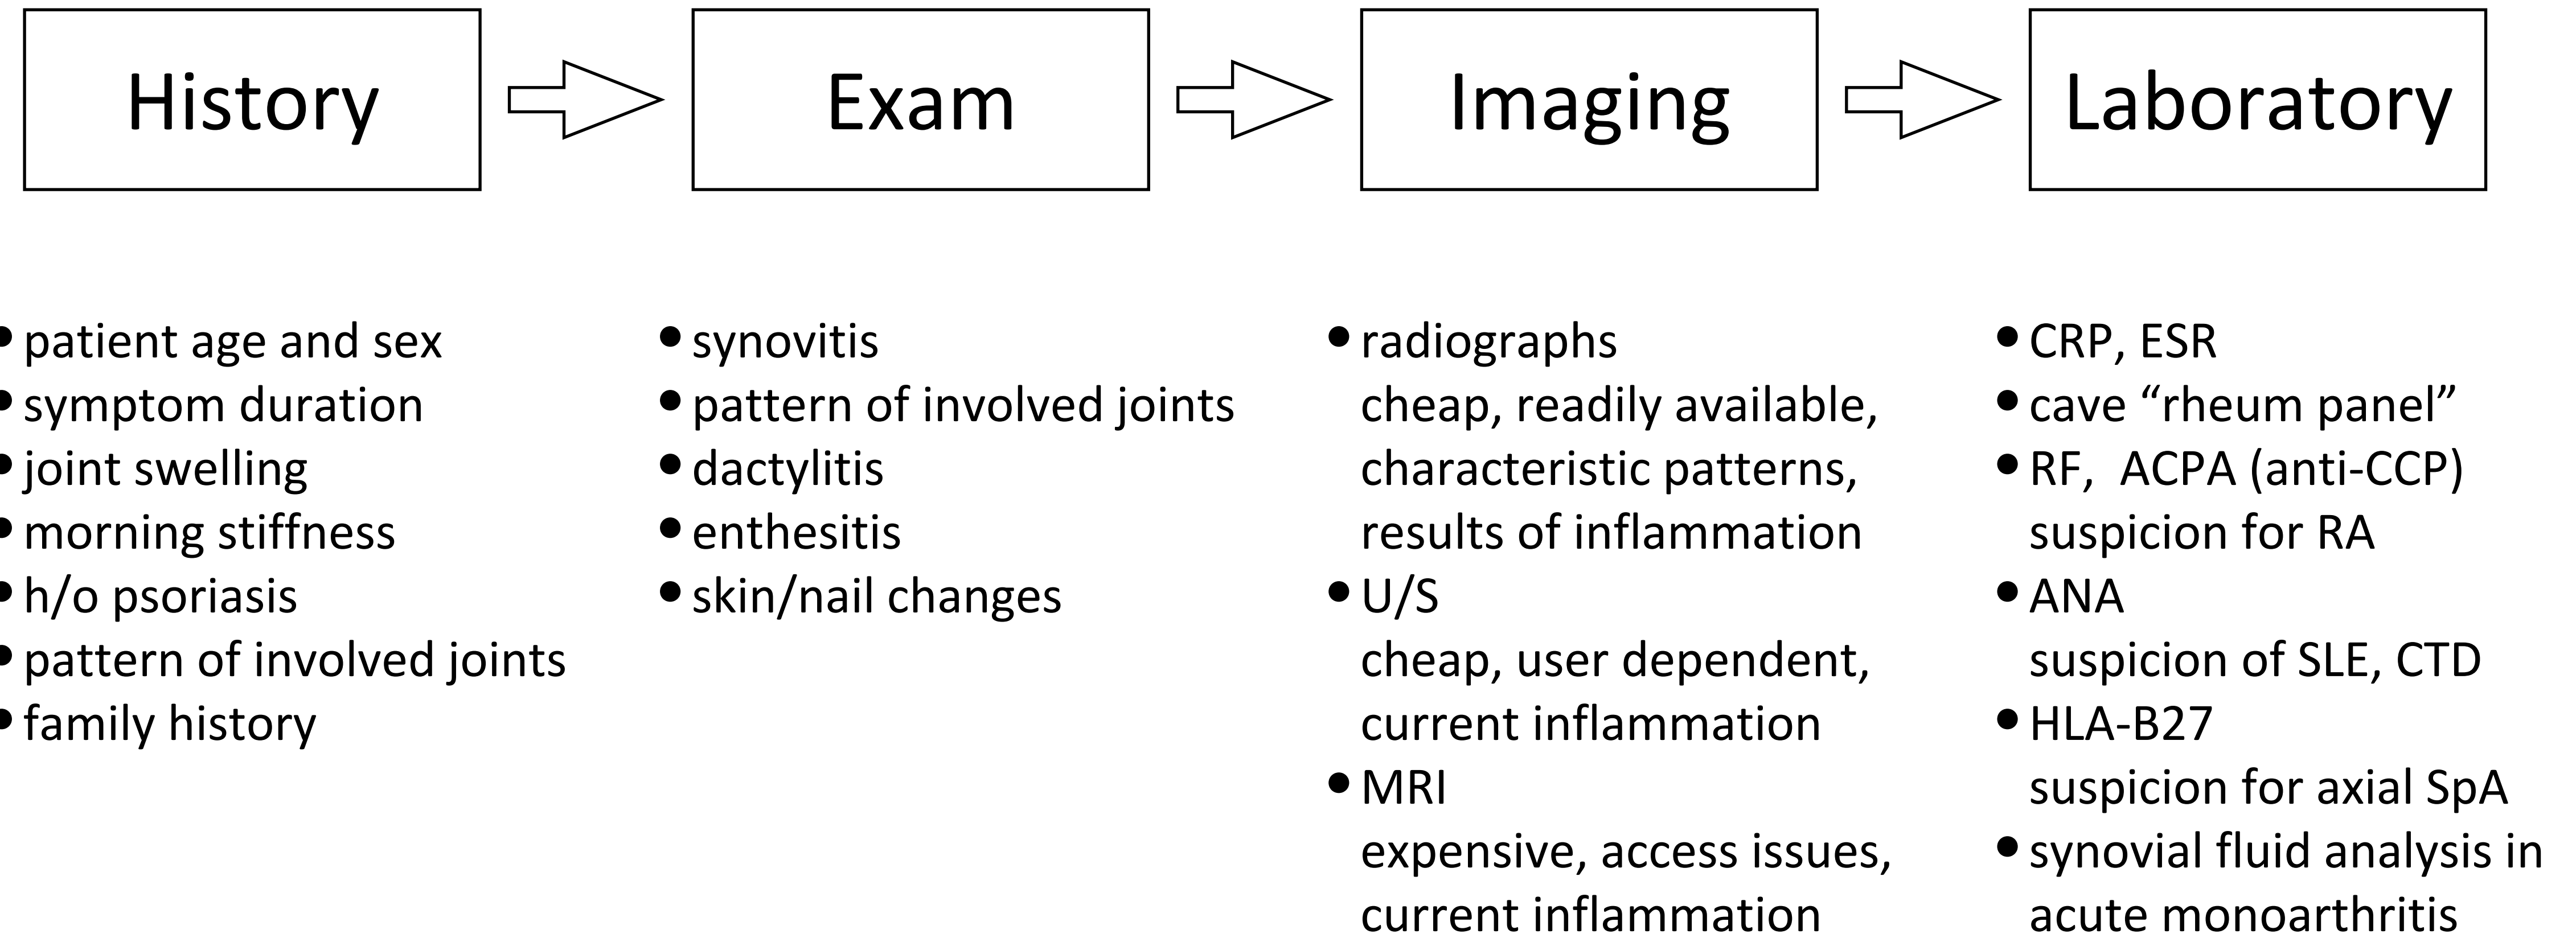 History
Exam
Imaging
Laboratory
• patient age and sex
• symptom duration
• joint swelling
• morning stiffness
• h/o psoriasis
• pattern of involved joints
• family history
• synovitis
• pattern of involved joints
• dactylitis
• enthesitis
• skin/nail changes
• radiographs
cheap, readily available,
characteristic patterns,
results of inflammation
• U/S
cheap, user dependent,
current inflammation
• MRI
expensive, access issues,
current inflammation
• CRP, ESR
• cave “rheum panel”
• RF, ACPA (anti-CCP)
suspicion for RA
• ANA
suspicion of SLE, CTD
• HLA-B27
suspicion for axial SpA
• synovial fluid analysis in
acute monoarthritis